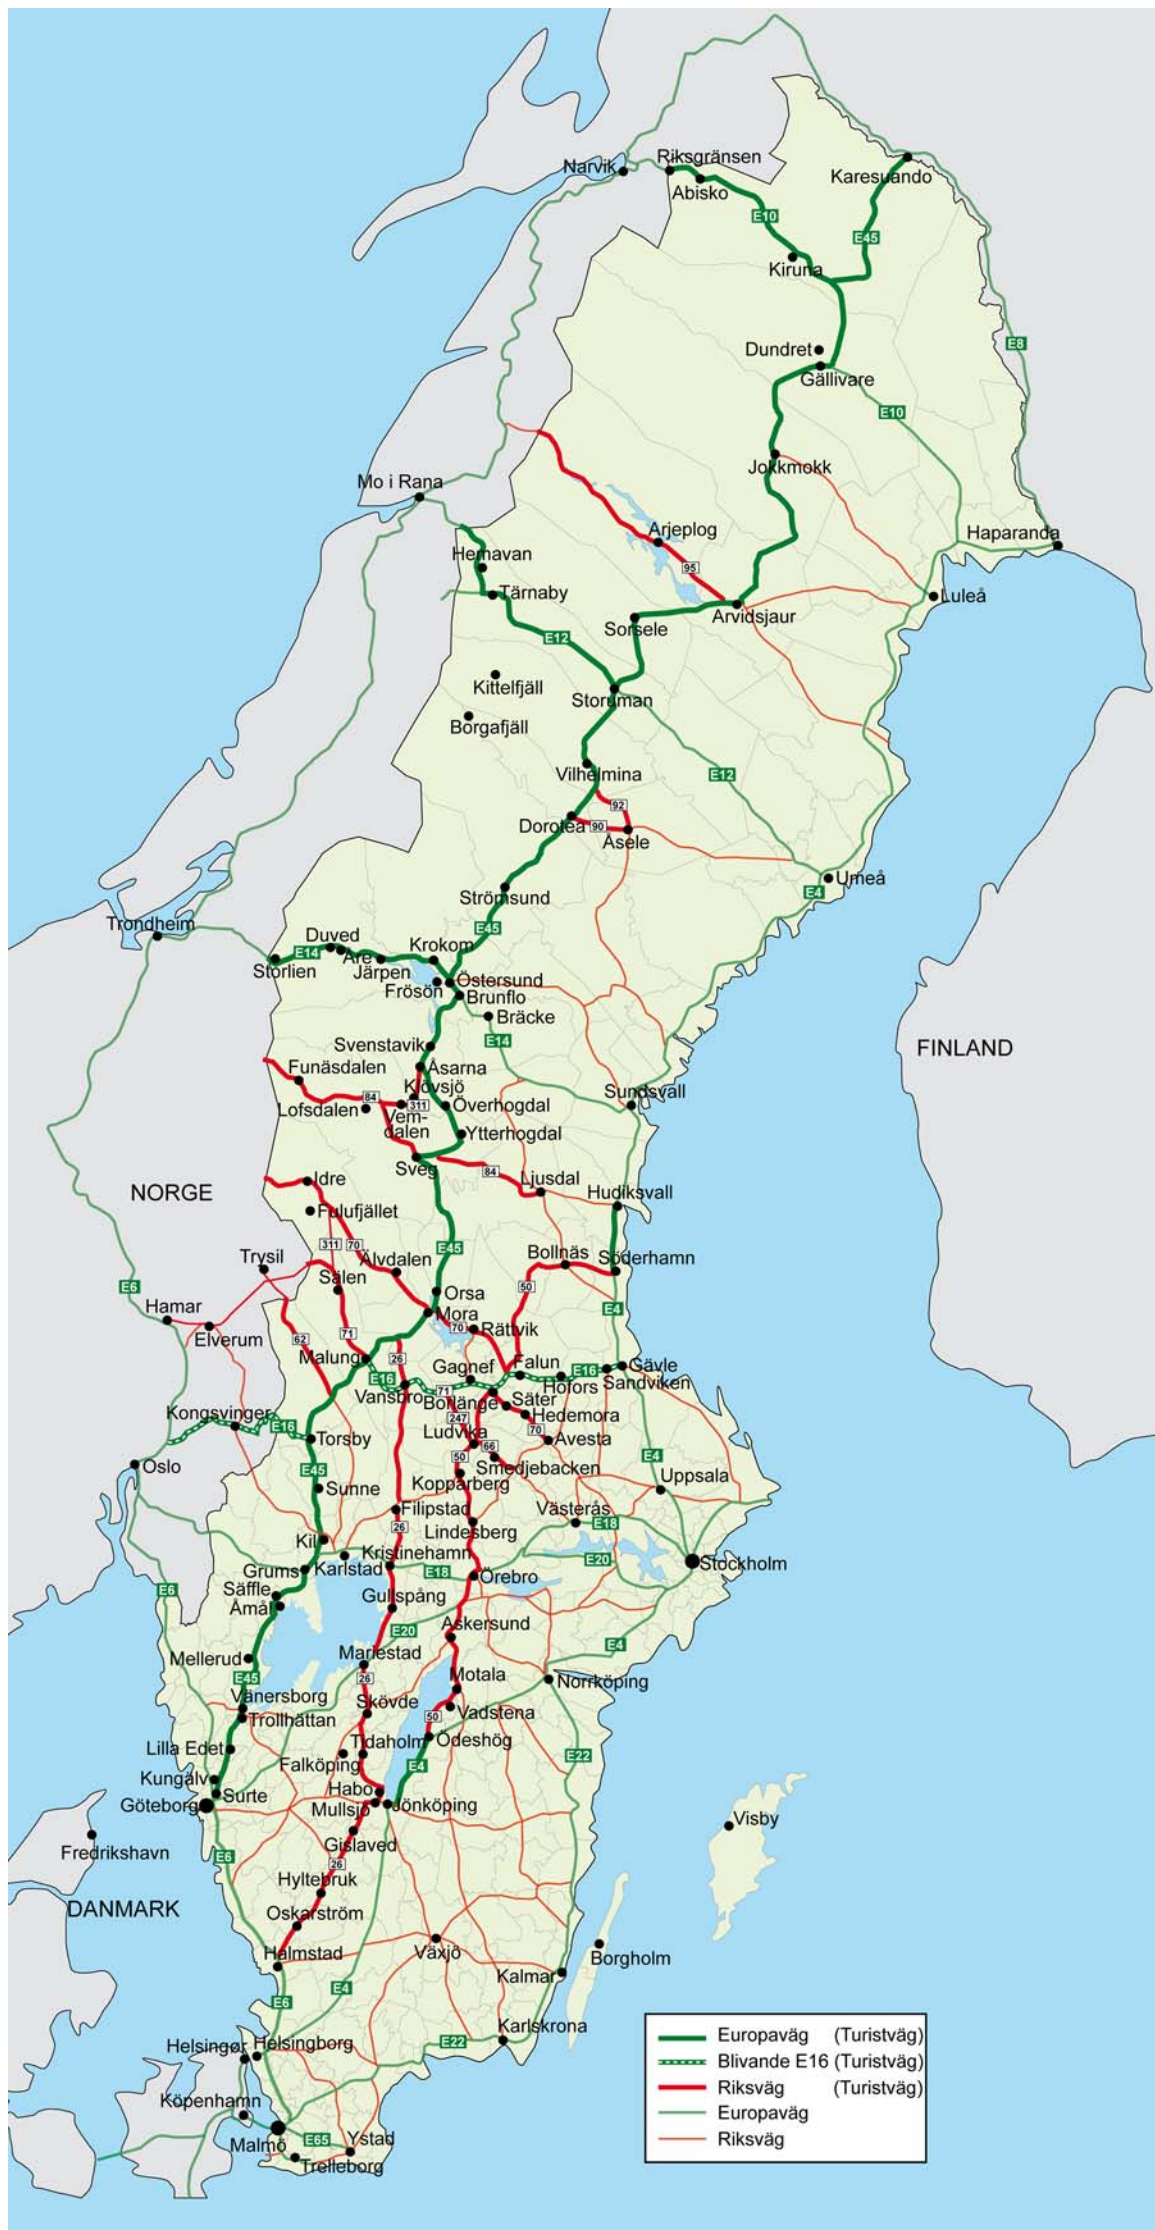 Riksgränsen
Narvik
Abisko
Karesuando
E10
E45
Kiruna
E8
Dundret
Gällivare
E10
Jokkmokk
Mo i Rana
Arjeplog
Haparanda
Hemavan
95
Tärnaby
Luleå
Arvidsjaur
Sorsele
E12
Kittelfjäll
Storuman
Borgafjäll
Vilhelmina
E12
92
Dorotea
90
Åsele
Umeå
E4
Strömsund
Trondheim
E45
Duved
Krokom
E14
Åre
Storlien
Järpen
Östersund
Frösön
Brunflo
Bräcke
E14
Svenstavik
FINLAND
Funäsdalen
Åsarna
Klövsjö
Sundsvall
84
311
Lofsdalen
Överhogdal
Vem-
dalen
Ytterhogdal
Sveg
84
Ljusdal
Idre
NORGE
Hudiksvall
Fulufjället
311
70
E45
Trysil
Älvdalen
Bollnäs
Söderhamn
Sälen
E6
50
Orsa
Hamar
Mora
E4
Elverum
70
Rättvik
62
71
26
Malung
Gagnef
Falun
E16
Gävle
E16
Hofors
Sandviken
Vansbro
71
Borlänge
Säter
Kongsvinger
247
Hedemora
E16
70
Torsby
Ludvika
66
Avesta
Oslo
50
E4
Smedjebacken
E45
Kopparberg
Uppsala
Sunne
Filipstad
Västerås
26
Lindesberg
E18
Kil
Kristinehamn
E20
Stockholm
Grums
Karlstad
E18
Örebro
E6
Säffle
Gullspång
Åmål
Askersund
E20
E4
Mellerud
Mariestad
E45
26
Motala
Norrköping
Vänersborg
Skövde
Trollhättan
50
Vadstena
Lilla Edet
Tidaholm
Ödeshög
E22
Falköping
E4
Kungälv
Habo
Surte
Göteborg
Mullsjö
Jönköping
Visby
Fredrikshavn
Gislaved
E6
26
Hyltebruk
DANMARK
Oskarström
Halmstad
Växjö
Borgholm
Kalmar
E4
E6
Karlskrona
E22
Helsingør
Helsingborg
Köpenhamn
E65
Malmö
Ystad
Trelleborg
Europaväg (Turistväg)
Blivande E16 (Turistväg)
Riksväg (Turistväg)
Europaväg
Riksväg